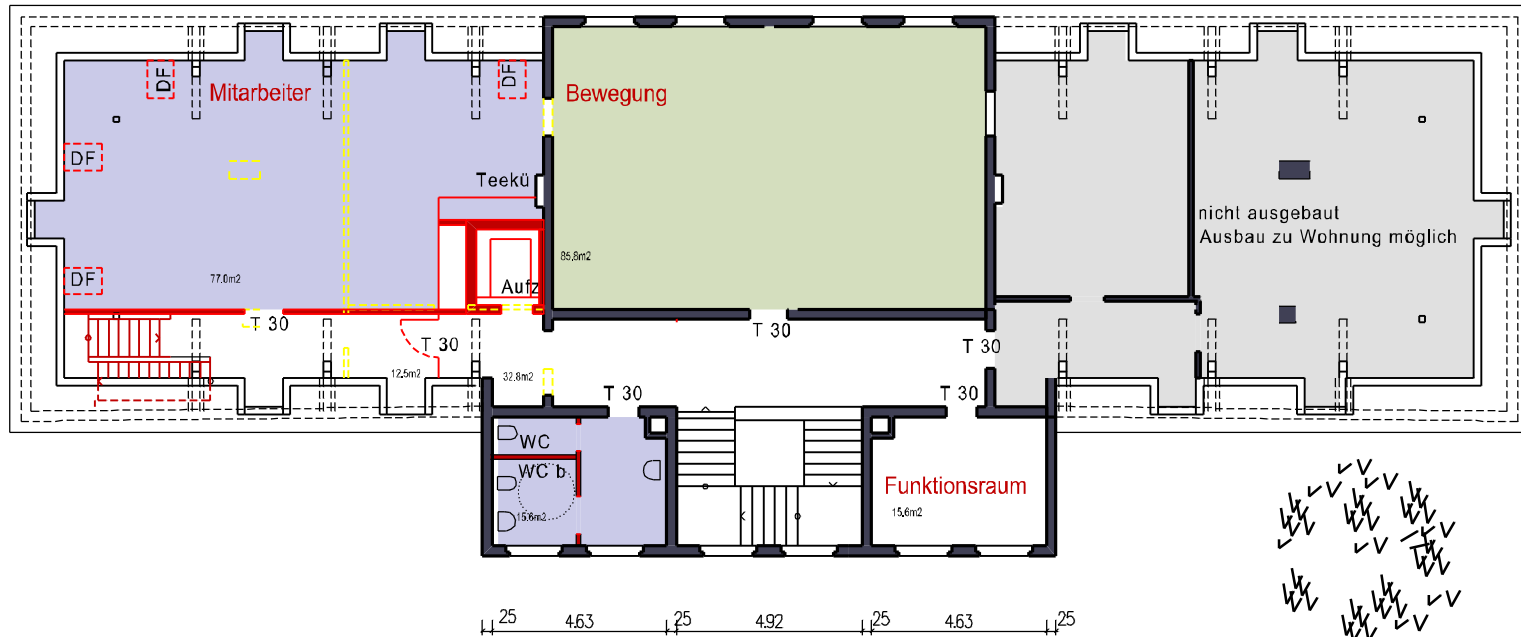 DF
DF
Mitarbeiter
Bewegung
DF
Teekü
nicht ausgebaut
Ausbau zu Wohnung möglich
85,8m2
DF
77.0m2
Aufz
T 30
T 30
T 30
T 30
12.5m2
32.8m2
T 30
T 30
WC
WC b
Funktionsraum
15.6m2
15.6m2
25
4.63
25
4.92
25
4.63
25